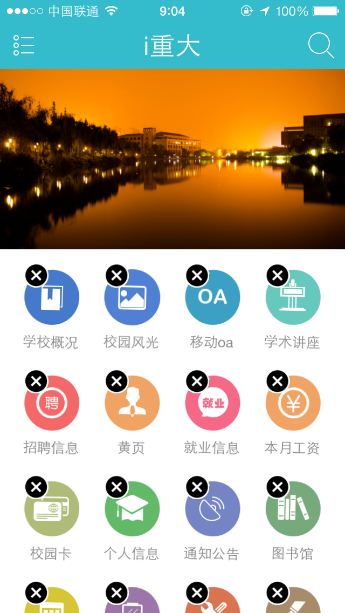 中国联通 9:04 100%
i重大
OA
学校概况 校园风光 移动oa 学术讲座
聘 就业 ¥
招聘信息 黄页 就业信息 本月工资
校园卡 个人信息 通知公告 图书馆